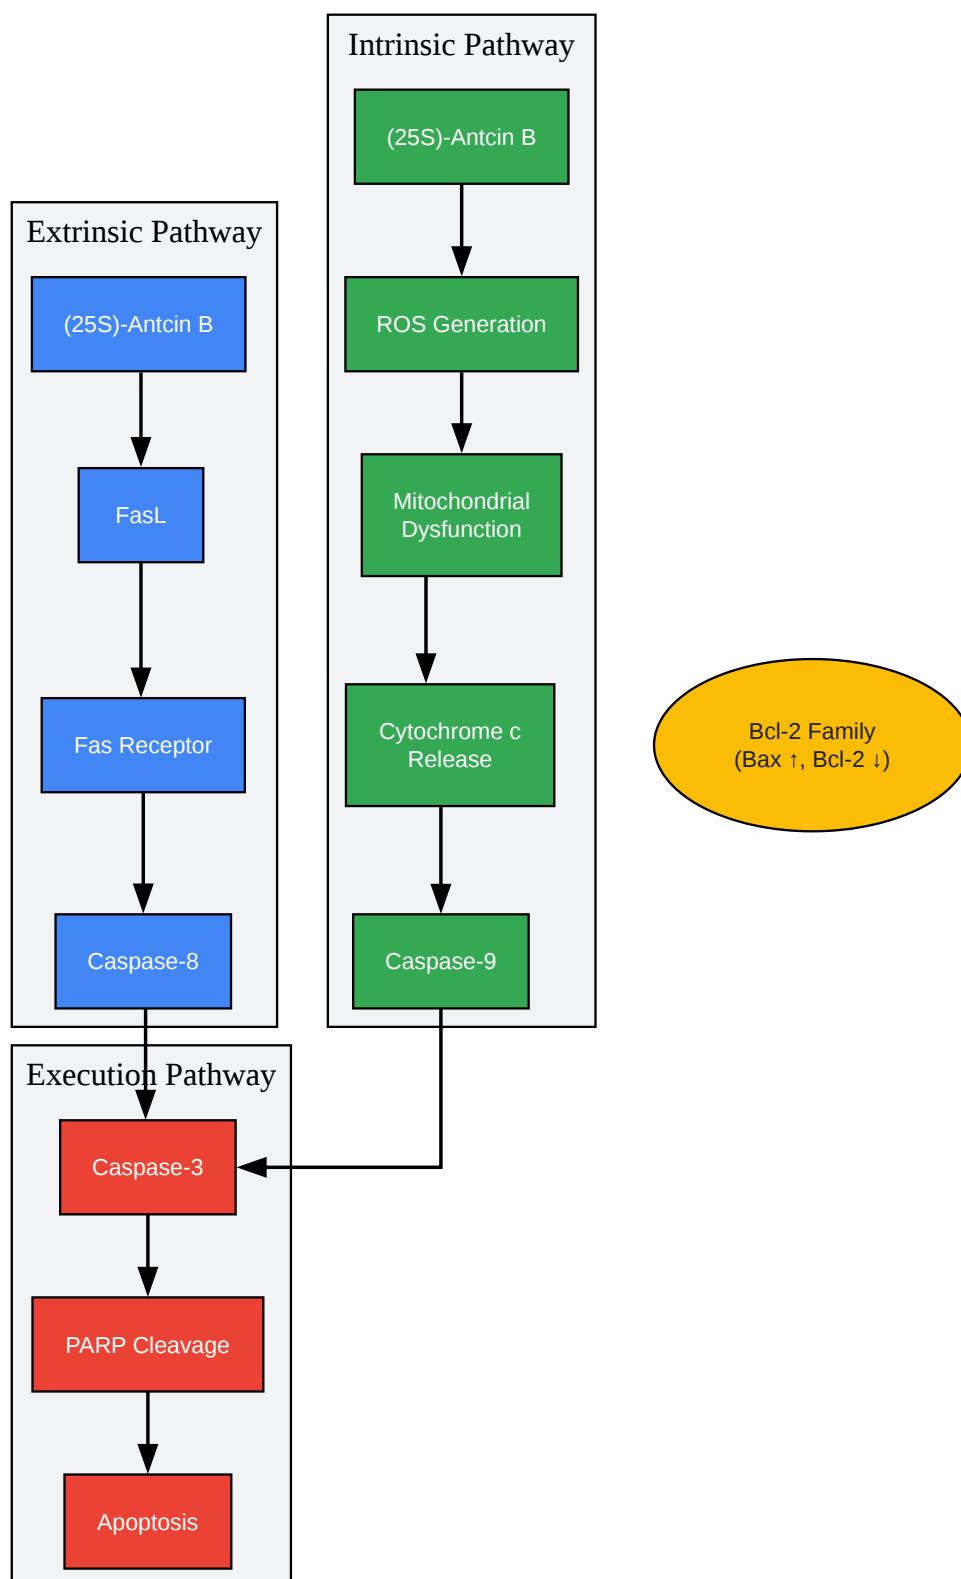 Intrinsic Pathway
(25S)-Antcin B
ROS Generation
Mitochondrial
Dysfunction
Cytochrome c
Release
Caspase-9
Extrinsic Pathway
(25S)-Antcin B
FasL
Fas Receptor
Caspase-8
Bcl-2 Family
(Bax ↑, Bcl-2 ↓)
Execution Pathway
Caspase-3
PARP Cleavage
Apoptosis